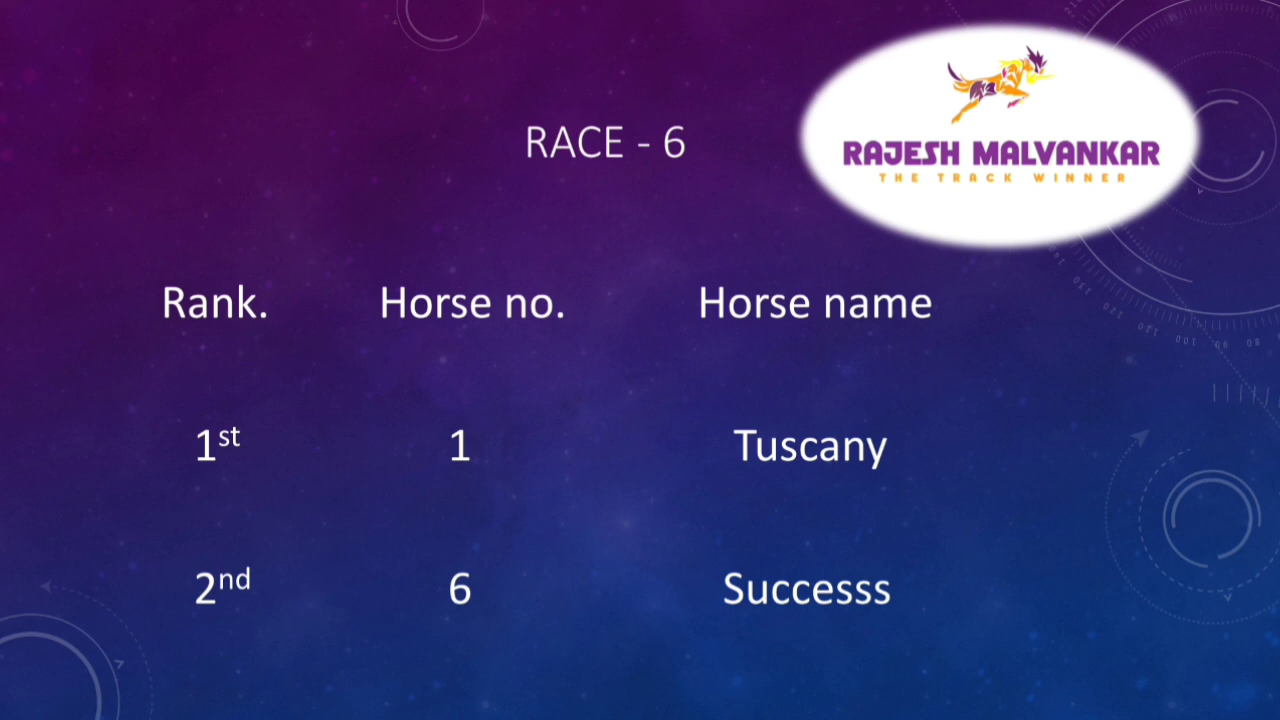 RACE - 6
RAJESH MALVANKAR
THE TRACK WINNER
Rank. Horse no. Horse name
1st 1 Tuscany
2nd 6 Successs